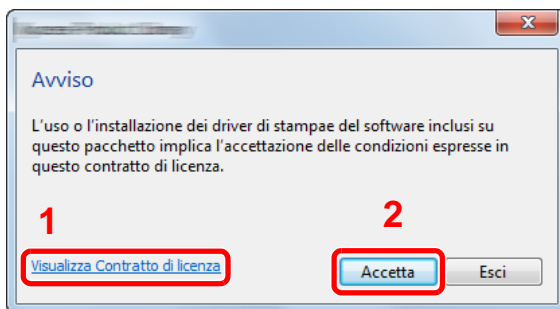 Avviso
L'uso o l'installazione dei driver di stampae del software inclusi su
questo pacchetto implica l'accettazione delle condizioni espresse in
questo contratto di licenza.
1
2
Visualizza Contratto di licenza
Accetta
Esci